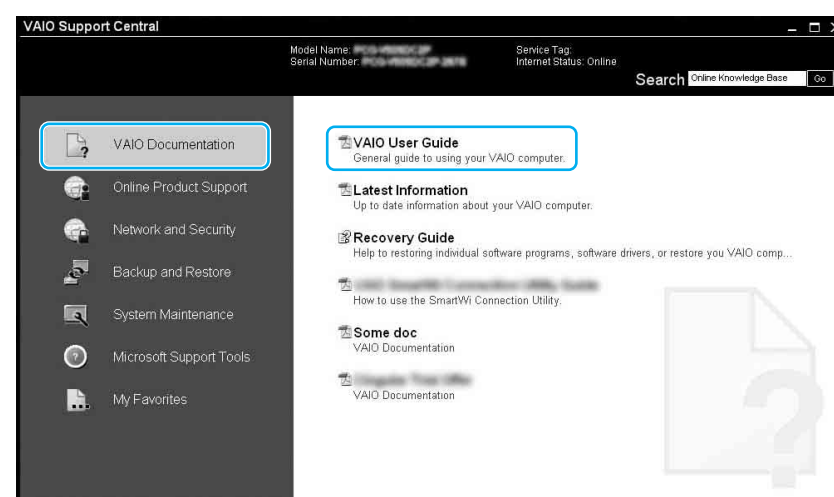 VAIO Support Central
Model Name:
Service Tag:
Serial Number:
Internet Status: Online
Search Online Knowledge Base Go
VAIO Documentation
Online Product Support
Network and Security
Backup and Restore
System Maintenance
Microsoft Support Tools
My Favorites
VAIO User Guide
General guide to using your VAIO computer.
Latest Information
Up to date information about your VAIO computer.
Recovery Guide
Help to restoring individual software programs, software drivers, or restore you VAIO comp...
How to use the SmartWi Connection Utility.
Some doc
VAIO Documentation
VAIO Documentation